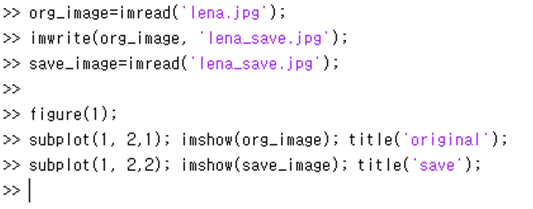 >> org_image=imread('lena.jpg');
>> imwrite(org_image, 'lena_save.jpg');
>> save_image=imread('lena_save.jpg');
>>
>> figure(1);
>> subplot(1, 2,1); imshow(org_image); title('original');
>> subplot(1, 2,2); imshow(save_image); title('save');
>>